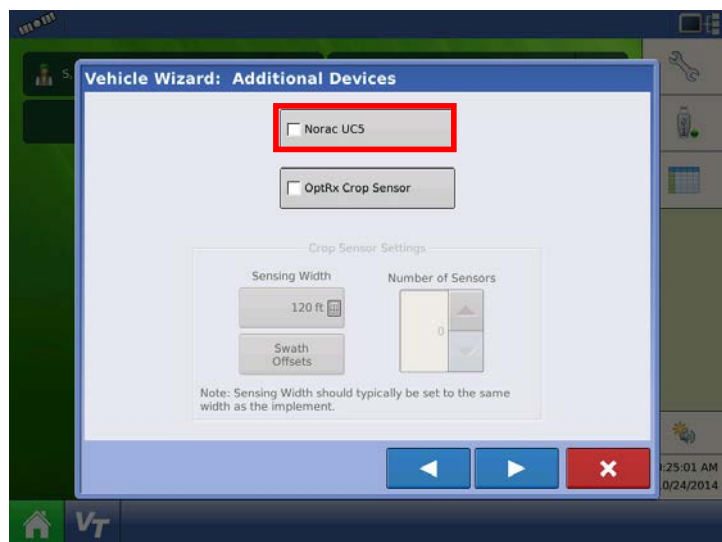 S,
Vehicle Wizard: Additional Devices
Norac UC5
OptRx Crop Sensor
Crop Sensor Settings
Sensing Width
Number of Sensors
120 ft
0
Swath
Offsets
Note: Sensing Width should typically be set to the same
width as the implement.
:25:01 AM
0/24/2014
VT